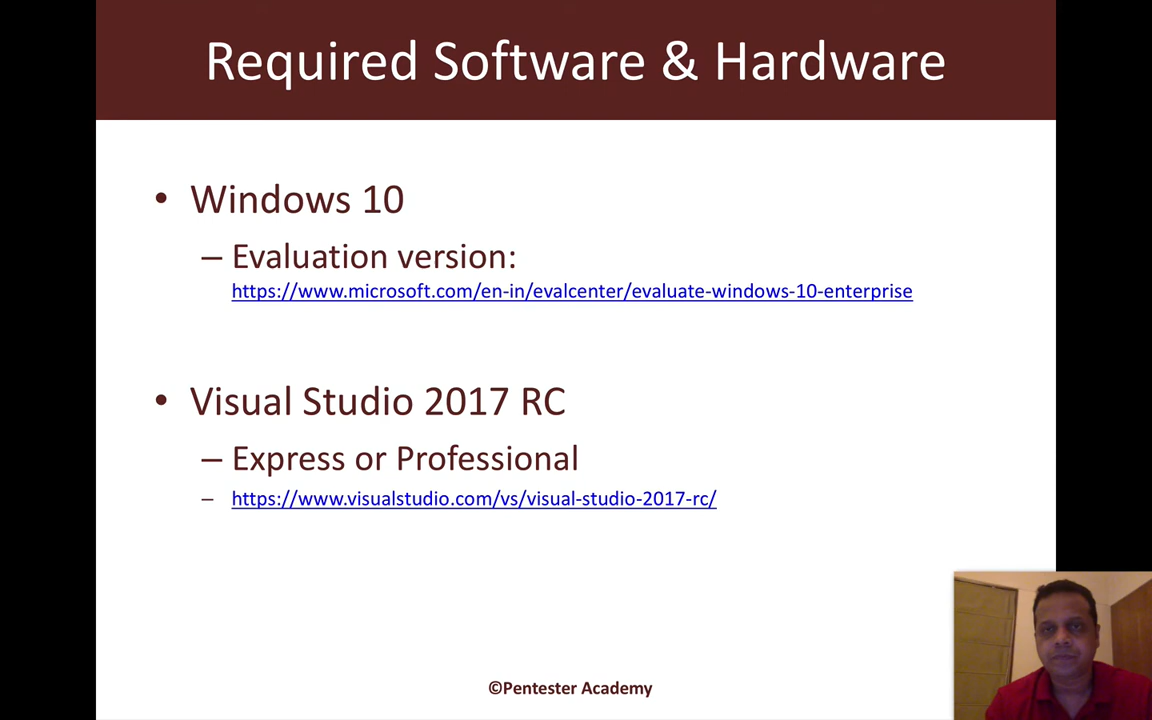 Required Software & Hardware
• Windows 10
– Evaluation version:
https://www.microsoft.com/en-in/evalcenter/evaluate-windows-10-enterprise
• Visual Studio 2017 RC
– Express or Professional
– https://www.visualstudio.com/vs/visual-studio-2017-rc/
©Pentester Academy